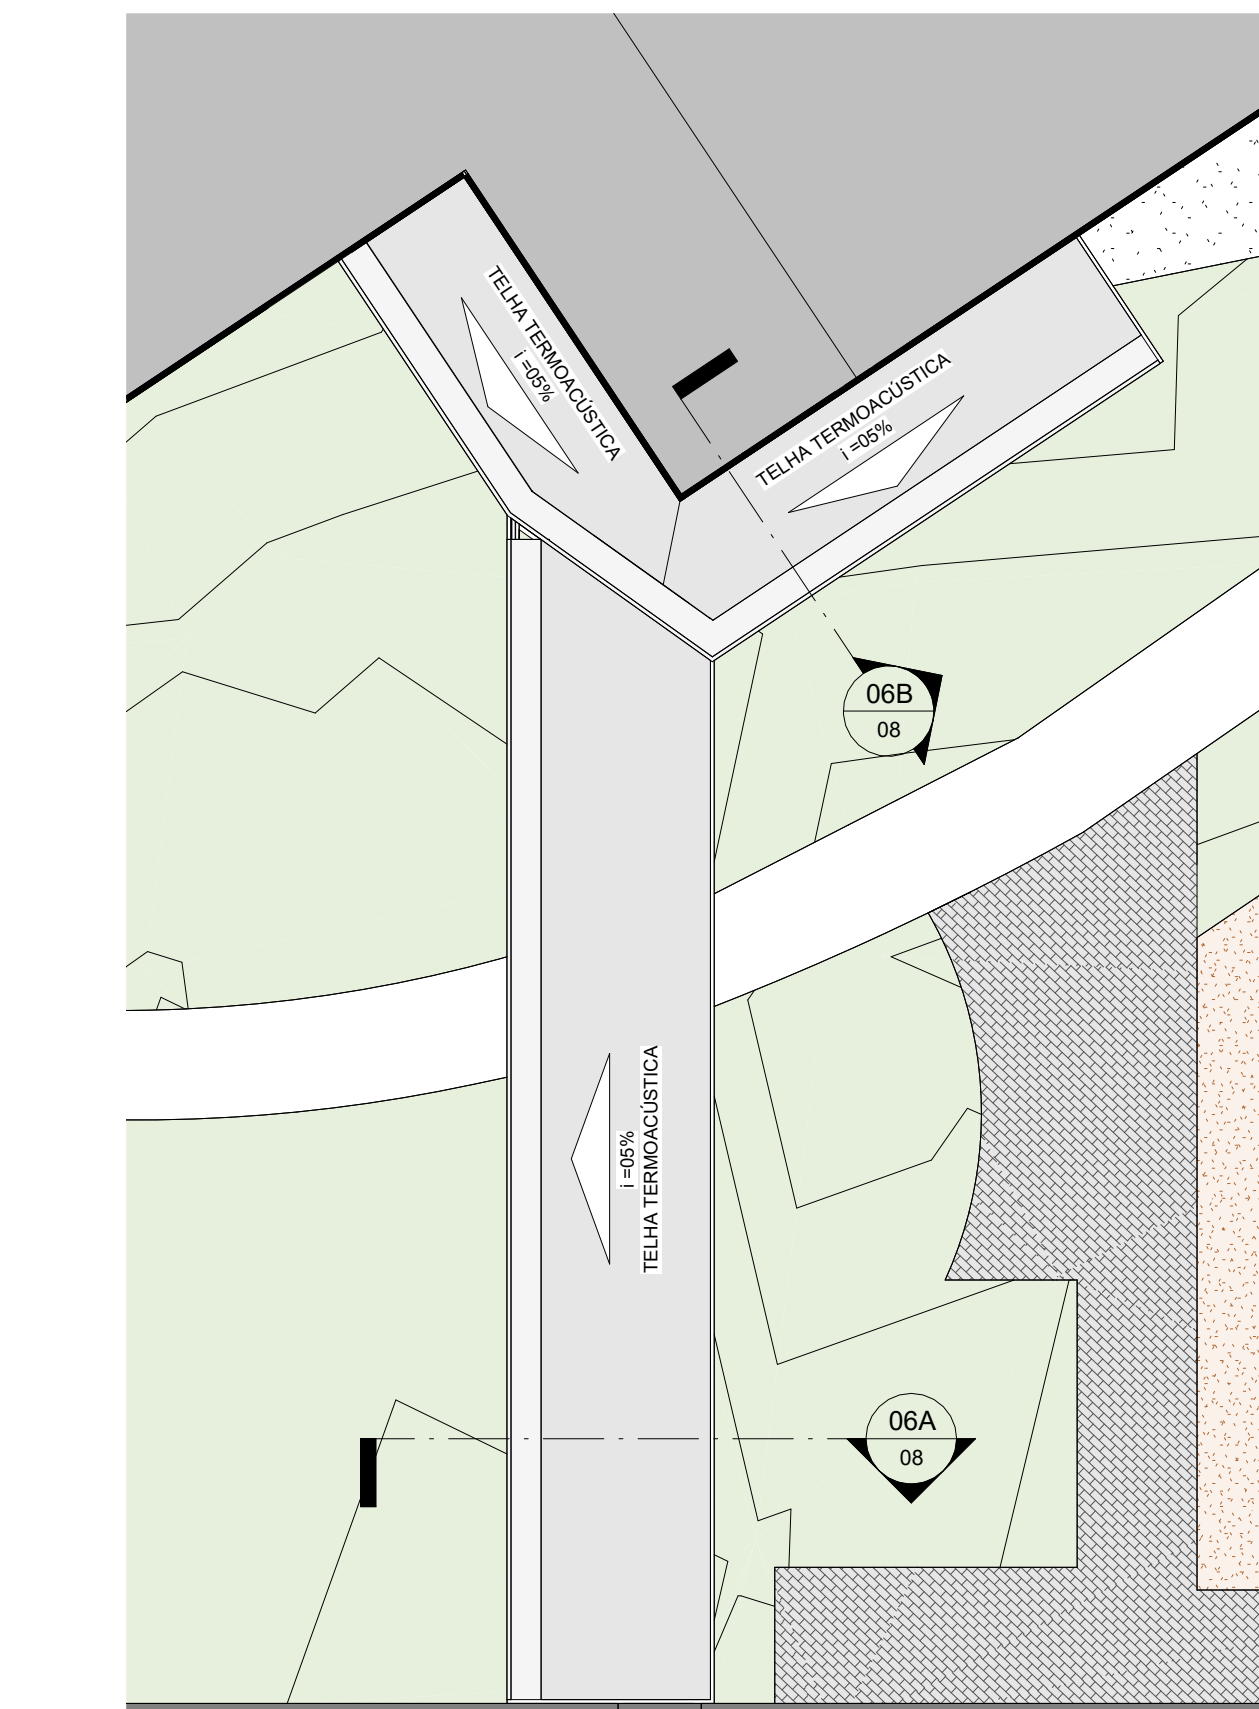 TELHA TERMOACÚSTICA
i =05%
TELHA TERMOACÚSTICA
i =05%
06B
08
i =05%
TELHA TERMOACÚSTICA
06A
08